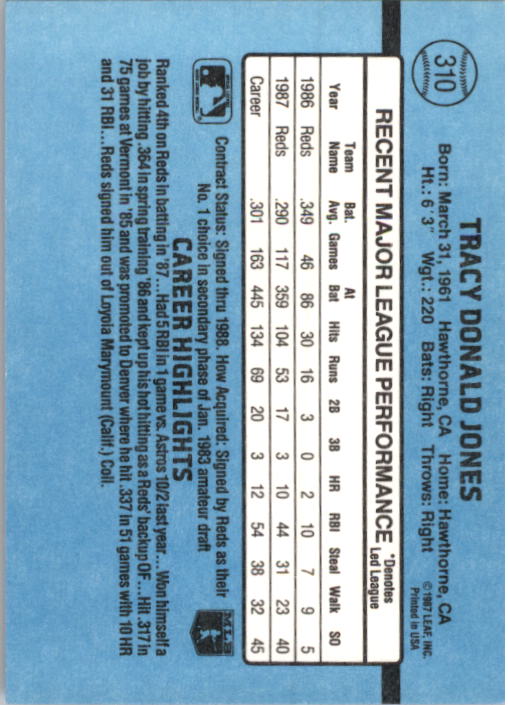 310
TRACY DONALD JONES
Born: March 31, 1961 Hawthorne, CA Home: Hawthorne, CA
Ht.: 6' 3" Wgt.: 220 Bats: Right Throws: Right
©1987 LEAF, INC.
Printed in USA
RECENT MAJOR LEAGUE PERFORMANCE *Denotes Led League
Year Team Name Bat. Avg. Games At Bat Hits Runs 2B 3B HR RBI Steal Walk SO
1986 Reds .349 46 86 30 16 3 0 2 10 7 9 5
1987 Reds .290 117 359 104 53 17 3 10 44 31 23 40
Career .301 163 445 134 69 20 3 12 54 38 32 45
Contract Status: Signed thru 1988. How Acquired: Signed by Reds as their
No. 1 choice in secondary phase of Jan. 1983 amateur draft
MLB
CAREER HIGHLIGHTS
Ranked 4th on Reds in batting in '87 ... Had 5 RBI in 1 game vs. Astros 10/2 last year ... Won himself a
job by hitting .364 in spring training '86 and kept up his hot hitting as a Reds' backup OF ... Hit .317 in
75 games at Vermont in '85 and was promoted to Denver where he hit .337 in 51 games with 10 HR
and 31 RBI ... Reds signed him out of Loyola Marymount (Calif.) Coll.